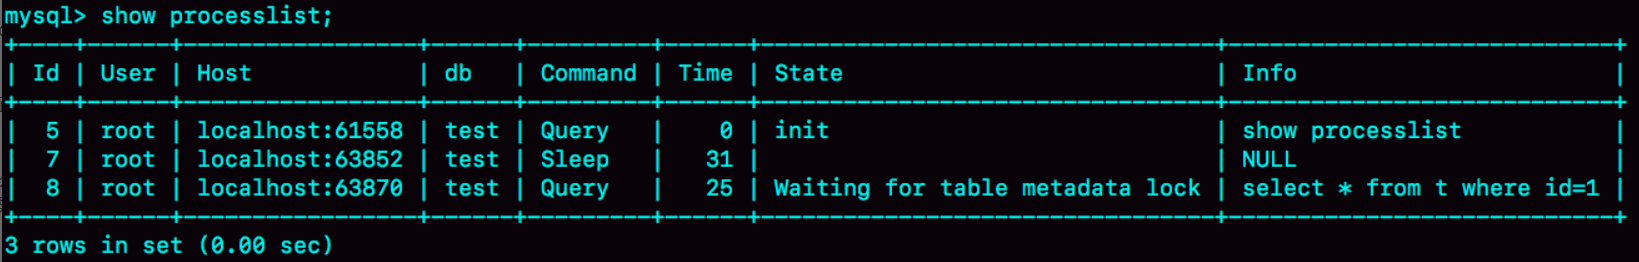 mysql> show processlist;
+----+------+-----------------+------+---------+------+---------------------------------+----------------------------+
| Id | User | Host            | db   | Command | Time | State                           | Info                       |
+----+------+-----------------+------+---------+------+---------------------------------+----------------------------+
| 5 | root | localhost:61558 | test | Query   |    0 | init                            | show processlist           |
| 7 | root | localhost:63852 | test | Sleep   |   31 |                                 | NULL                       |
| 8 | root | localhost:63870 | test | Query   |   25 | Waiting for table metadata lock | select * from t where id=1 |
+----+------+-----------------+------+---------+------+---------------------------------+----------------------------+
3 rows in set (0.00 sec)